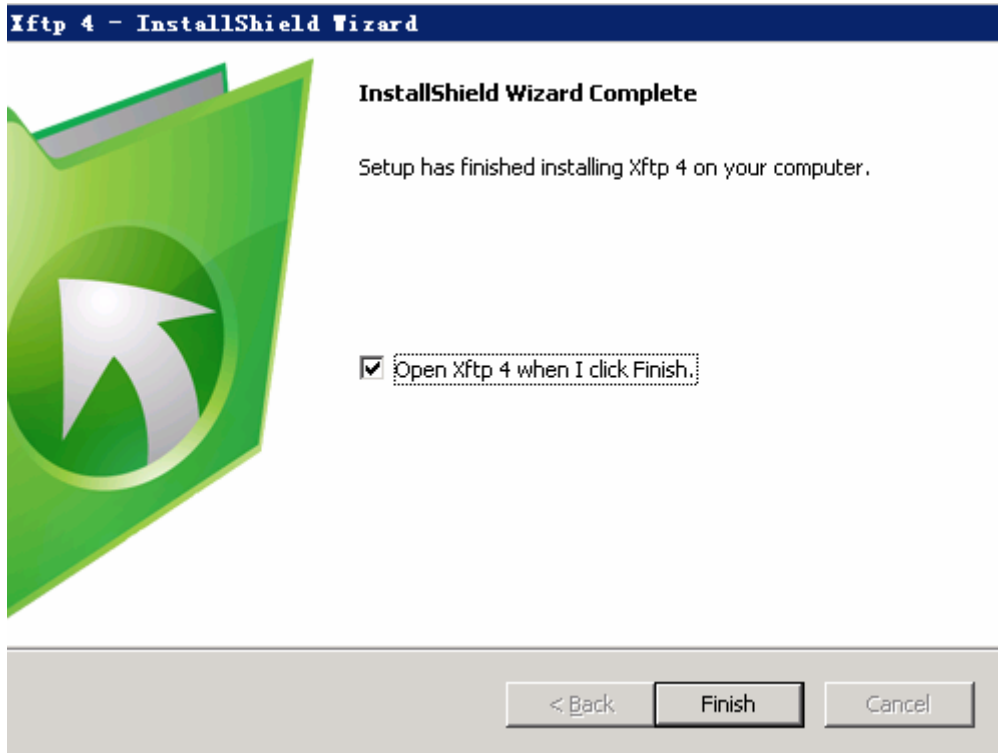 Xftp 4 - InstallShield Wizard
InstallShield Wizard Complete
Setup has finished installing Xftp 4 on your computer.
Open Xftp 4 when I click Finish.
< Back
Finish
Cancel